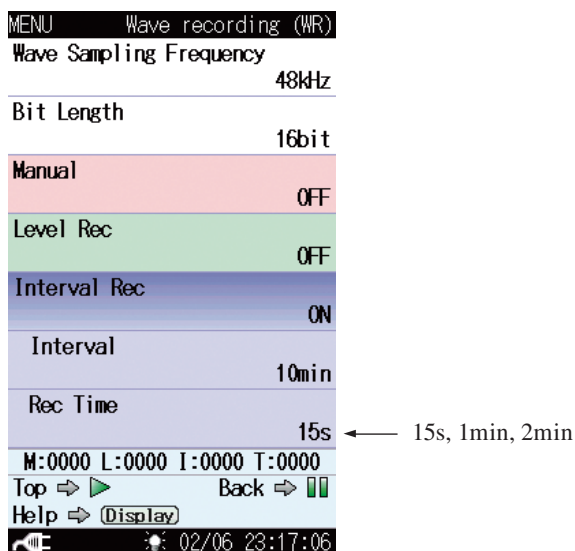 MENU Wave recording (WR)
Wave Sampling Frequency
48kHz
Bit Length
16bit
Manual
OFF
Level Rec
OFF
Interval Rec
ON
Interval
10min
Rec Time
15s
15s, 1min, 2min
M:0000 L:0000 I:0000 T:0000
Top ⇨ Back ⇨
Help ⇨ Display
02/06 23:17:06